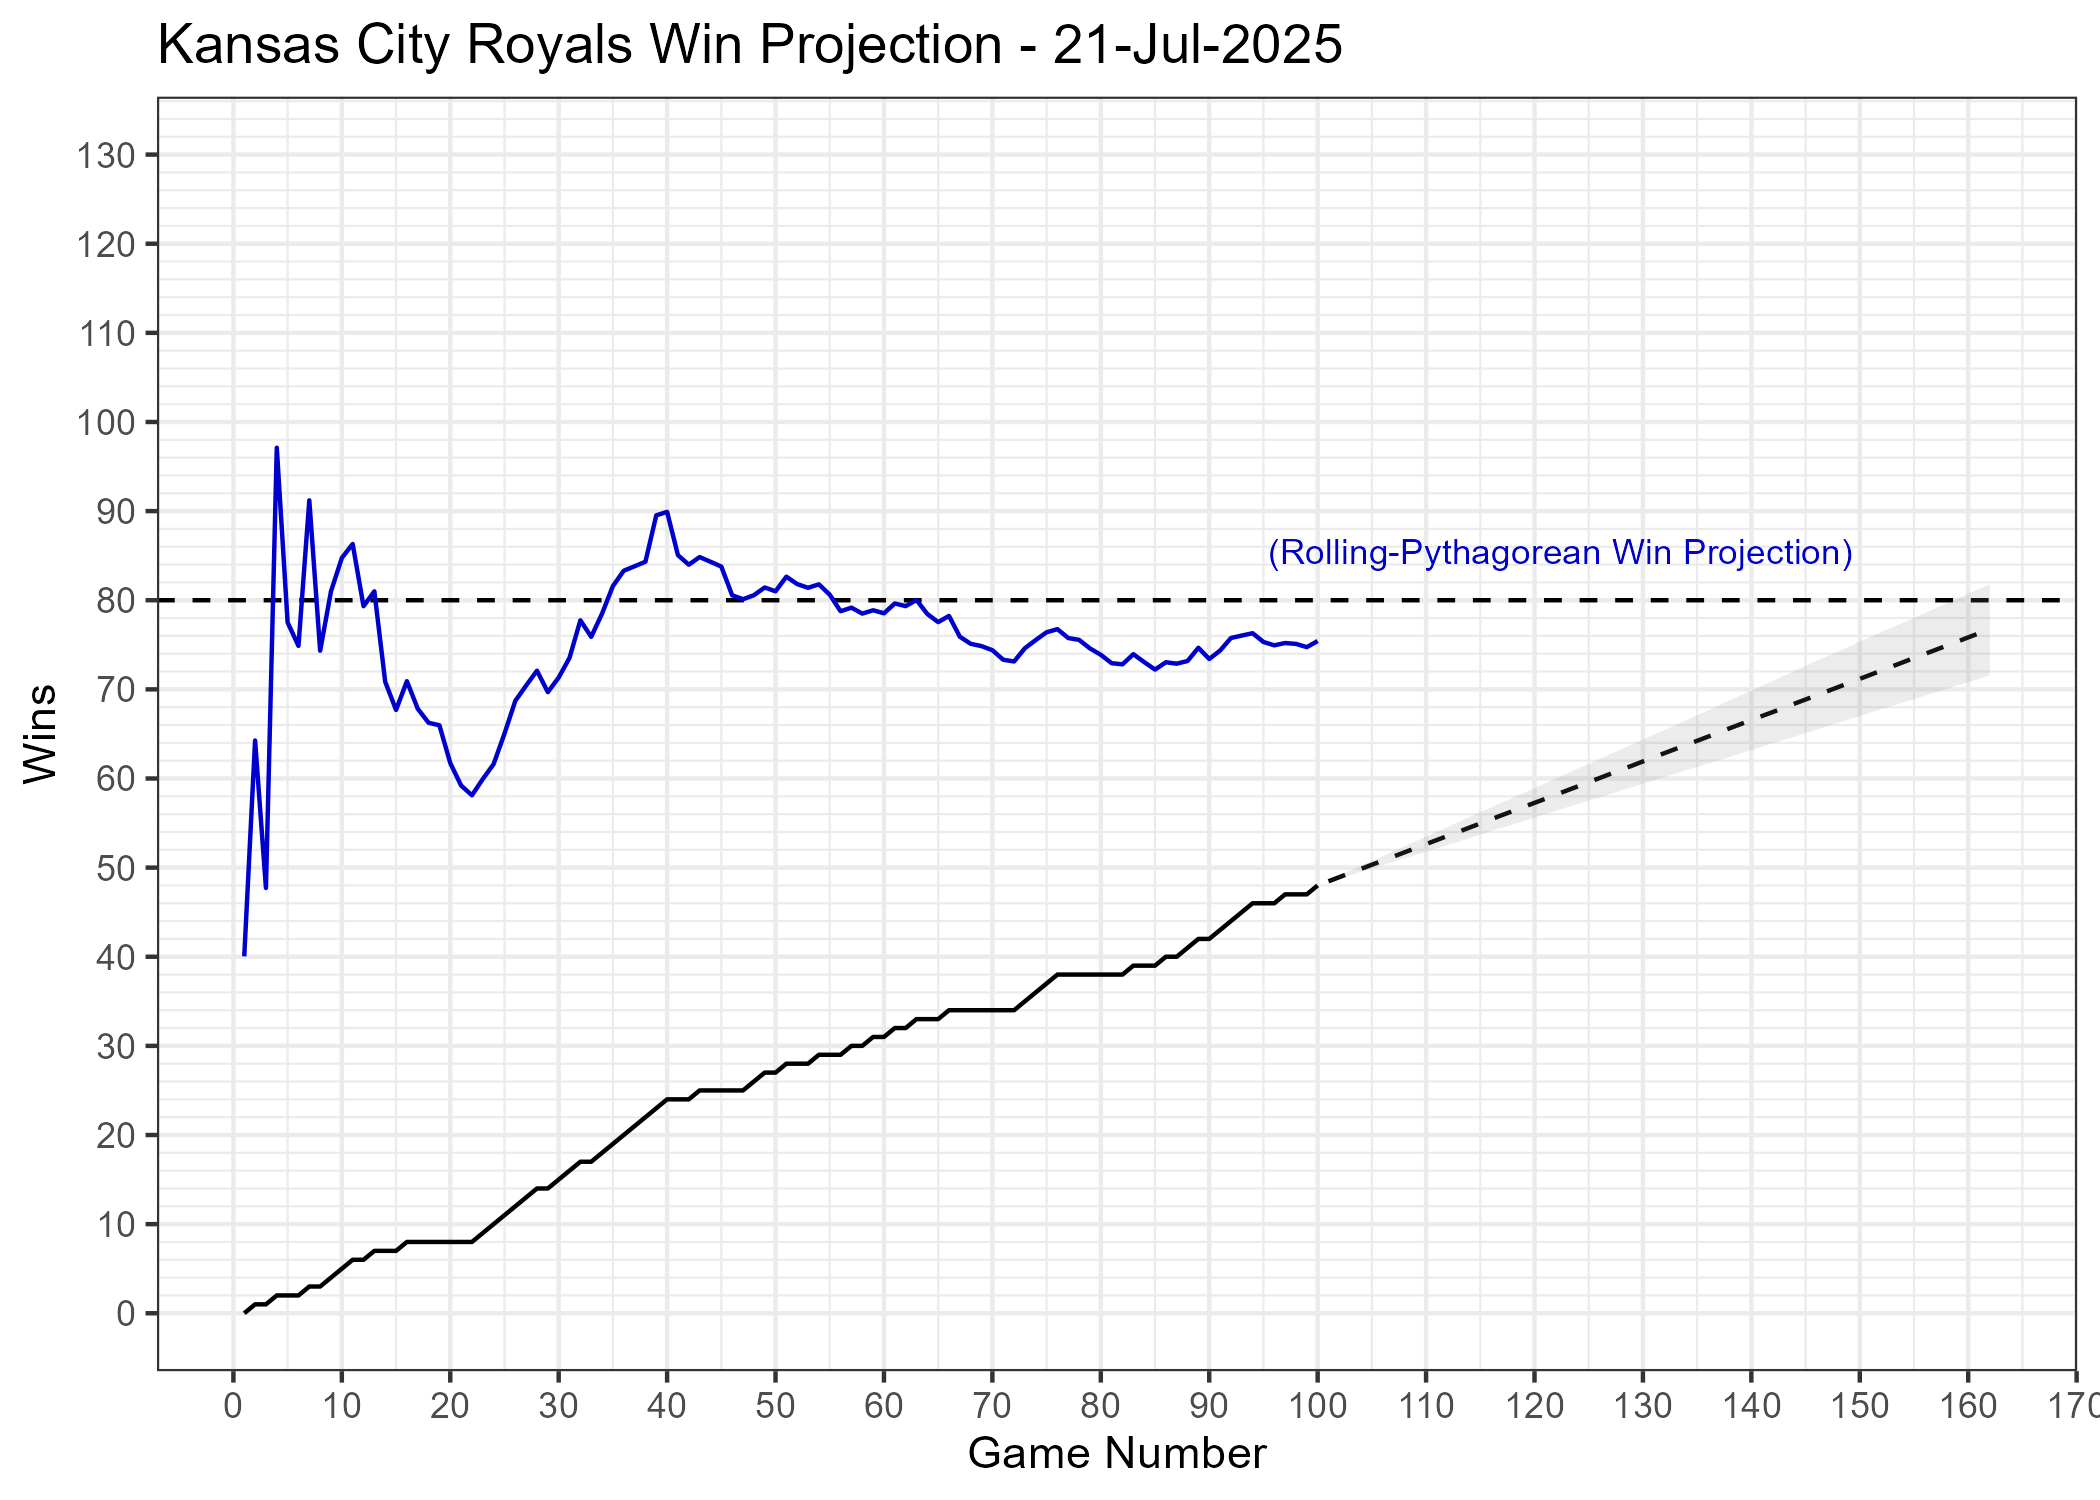 Kansas City Royals Win Projection - 21-Jul-2025
130
120
110
100
90
80
70
60
50
40
30
20
10
0
Wins
(Rolling-Pythagorean Win Projection)
0 10 20 30 40 50 60 70 80 90 100 110 120 130 140 150 160 170
Game Number